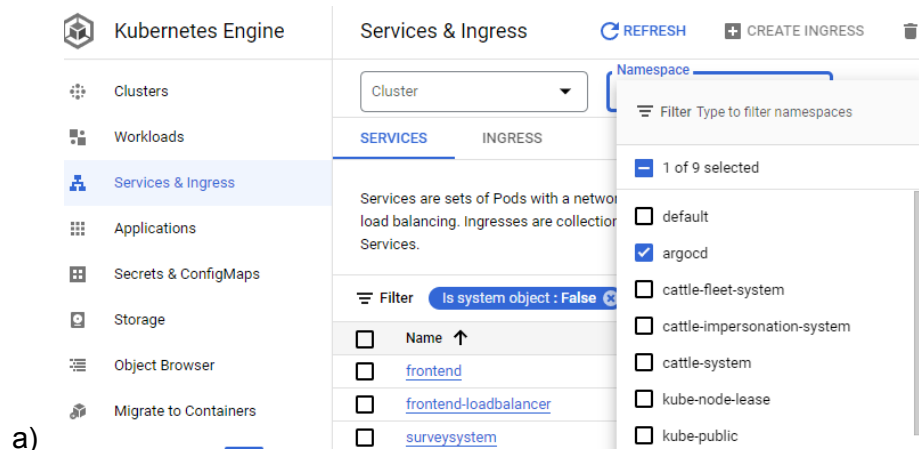 Kubernetes Engine
Clusters
Workloads
Services & Ingress
Applications
Secrets & ConfigMaps
Storage
Object Browser
Migrate to Containers
a)
Services & Ingress
REFRESH
CREATE INGRESS
Cluster
Namespace
SERVICES
INGRESS
Services are sets of Pods with a networ
load balancing. Ingresses are collection
Services.
Filter
Is system object : False
Name
frontend
frontend-loadbalancer
surveysystem
Filter Type to filter namespaces
1 of 9 selected
default
argocd
cattle-fleet-system
cattle-impersonation-system
cattle-system
kube-node-lease
kube-public